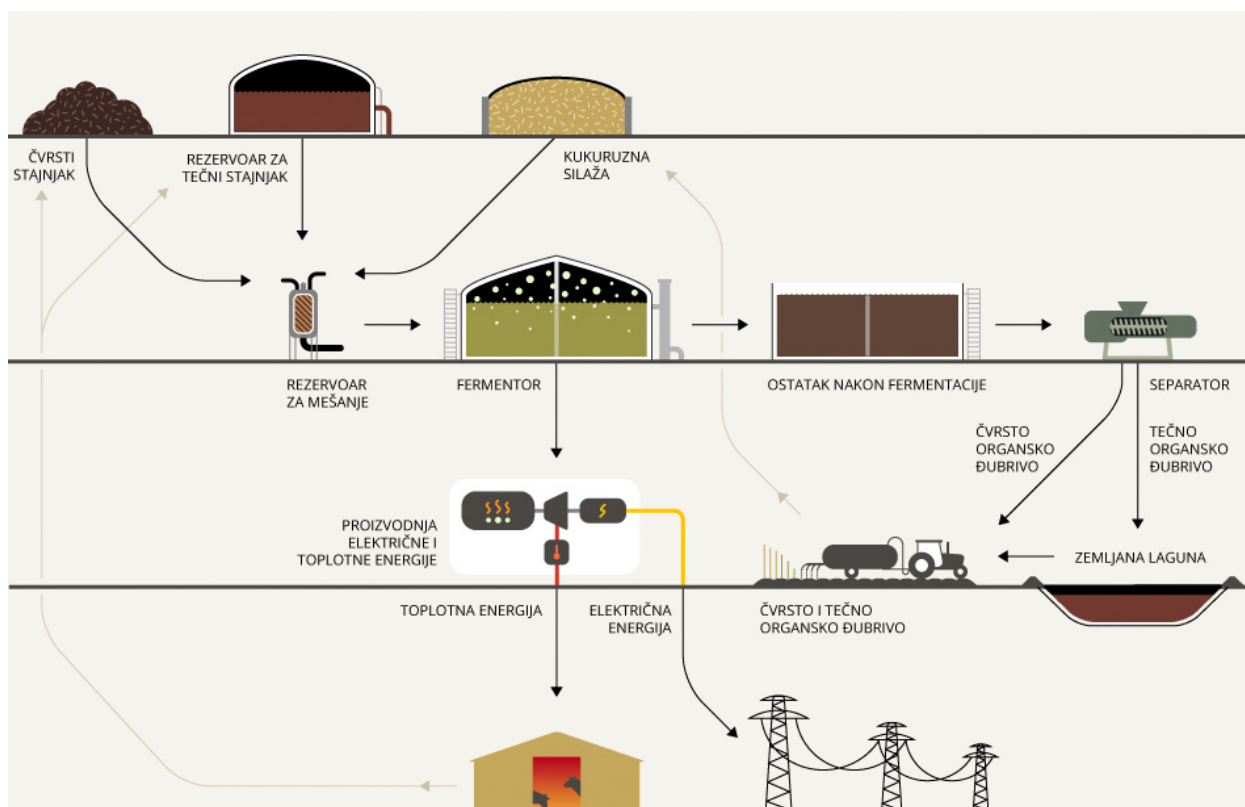 ČVRSTI
STAJNJAK
REZERVOAR ZA
TEČNI STAJNJAK
KUKURUZNA
SILAŽA
REZERVOAR
ZA MEŠANJE
FERMENTOR
OSTATAK NAKON FERMENTACIJE
SEPARATOR
ČVRSTO
ORGANSKO
ĐUBRIVO
TEČNO
ORGANSKO
ĐUBRIVO
PROIZVODNJA
ELEKTRIČNE I
TOPLOTNE ENERGIJE
ZEMLJANA LAGUNA
TOPLOTNA ENERGIJA
ELEKTRIČNA
ENERGIJA
ČVRSTO I TEČNO
ORGANSKO ĐUBRIVO